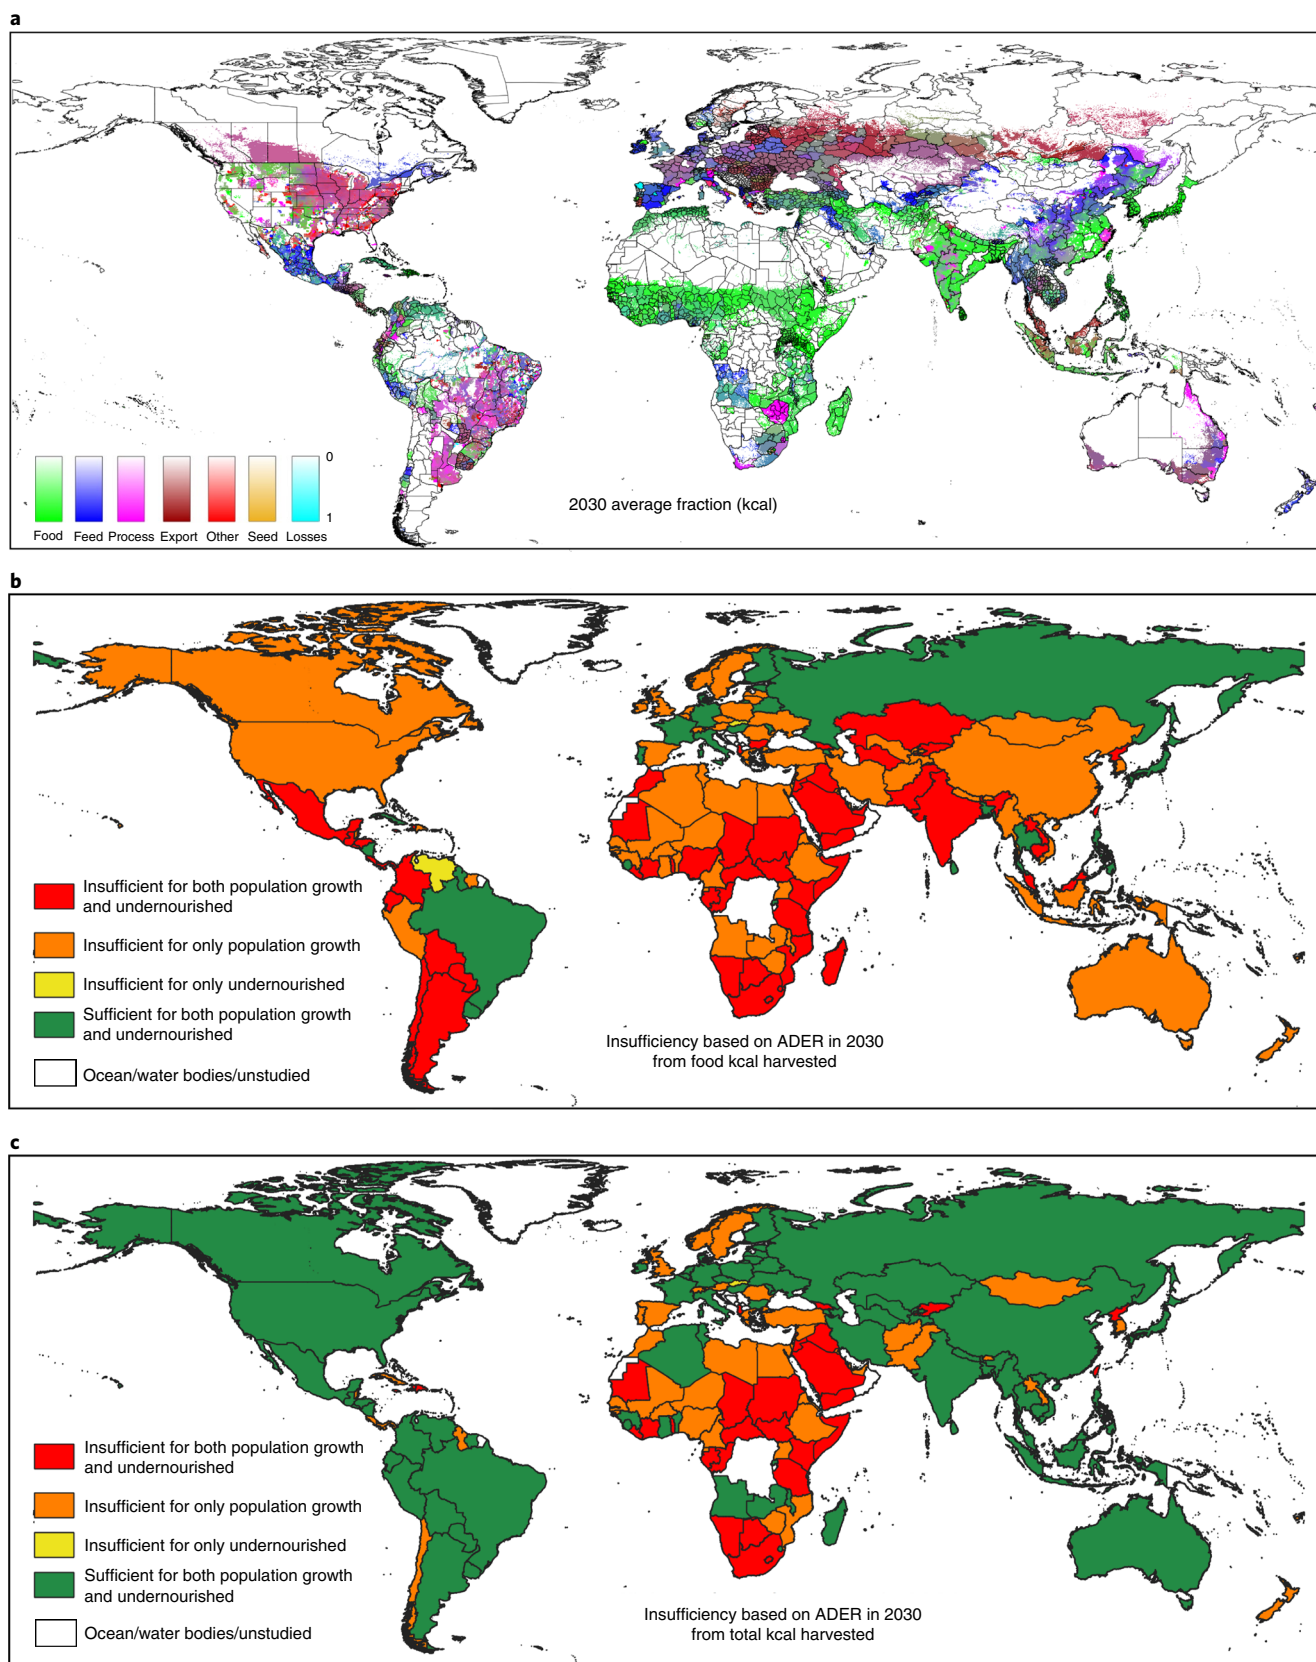 a
0
1
Food Feed Process Export Other Seed Losses
2030 average fraction (kcal)
b
Insufficient for both population growth
and undernourished
Insufficient for only population growth
Insufficient for only undernourished
Sufficient for both population growth
and undernourished
Ocean/water bodies/unstudied
Insufficiency based on ADER in 2030
from food kcal harvested
c
Insufficient for both population growth
and undernourished
Insufficient for only population growth
Insufficient for only undernourished
Sufficient for both population growth
and undernourished
Ocean/water bodies/unstudied
Insufficiency based on ADER in 2030
from total kcal harvested